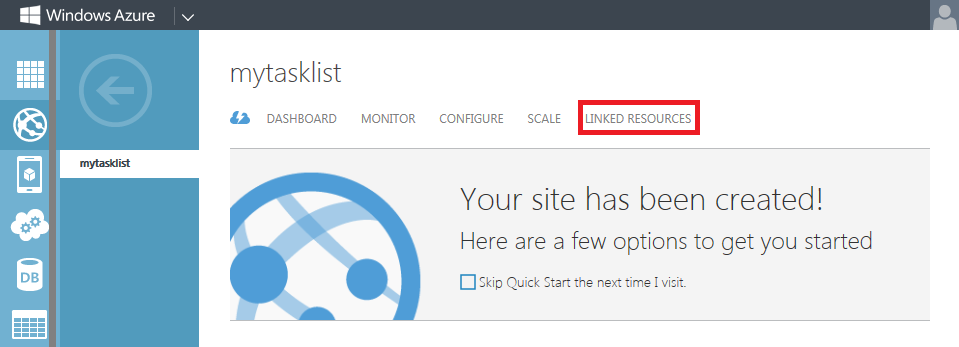 Windows Azure
mytasklist
DASHBOARD MONITOR CONFIGURE SCALE LINKED RESOURCES
mytasklist
Your site has been created!
Here are a few options to get you started
Skip Quick Start the next time I visit.
DB